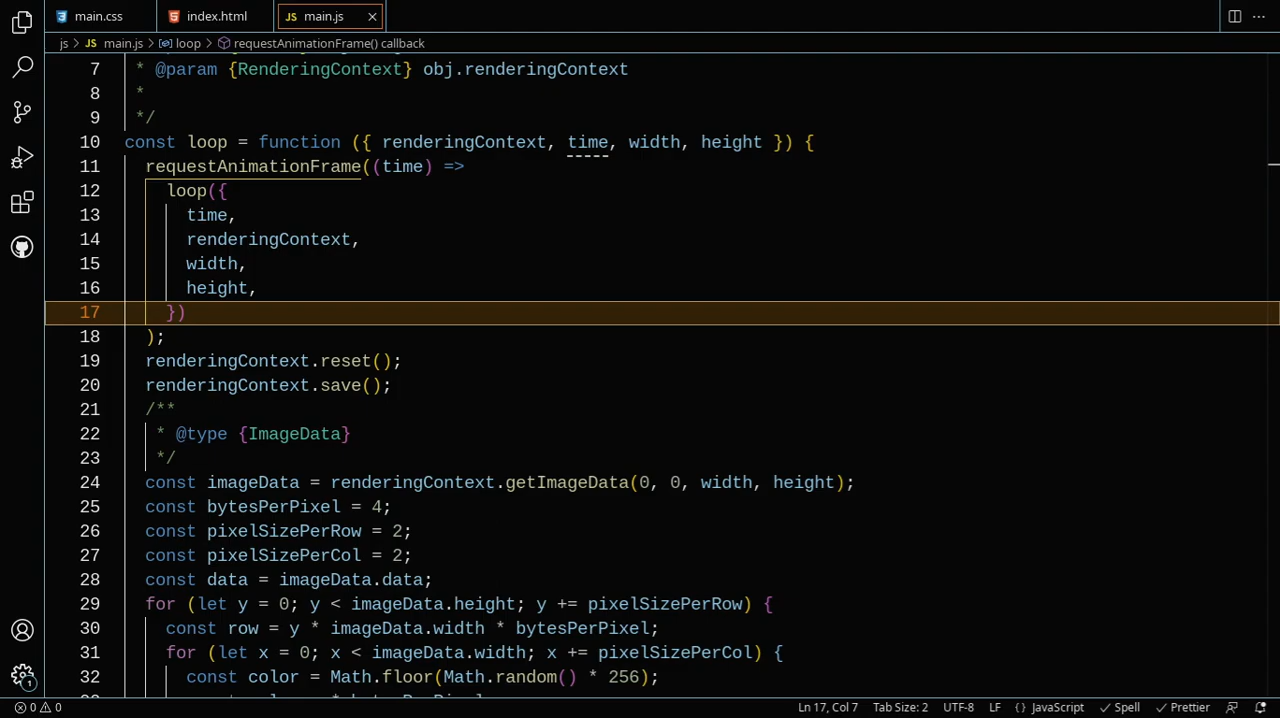 main.css index.html JS main.js
js > JS main.js > loop > requestAnimationFrame() callback
7 * @param {RenderingContext} obj.renderingContext
8 *
9 */
10 const loop = function ({ renderingContext, time, width, height }) {
11 requestAnimationFrame((time) =>
12 loop({
13 time,
14 renderingContext,
15 width,
16 height,
17 })
18 );
19 renderingContext.reset();
20 renderingContext.save();
21 /**
22 * @type {ImageData}
23 */
24 const imageData = renderingContext.getImageData(0, 0, width, height);
25 const bytesPerPixel = 4;
26 const pixelSizePerRow = 2;
27 const pixelSizePerCol = 2;
28 const data = imageData.data;
29 for (let y = 0; y < imageData.height; y += pixelSizePerRow) {
30 const row = y * imageData.width * bytesPerPixel;
31 for (let x = 0; x < imageData.width; x += pixelSizePerCol) {
32 const color = Math.floor(Math.random() * 256);
1
0 0 Ln 17, Col 7 Tab Size: 2 UTF-8 LF {} JavaScript Spell Prettier